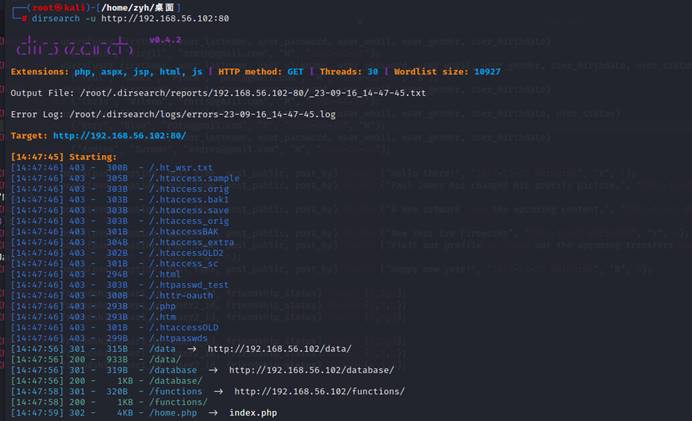 (root㉿kali)-[/home/zyh/桌面]
# dirsearch -u http://192.168.56.102:80
v0.4.2
Extensions: php, aspx, jsp, html, js | HTTP method: GET | Threads: 30 | Wordlist size: 10927
Output File: /root/.dirsearch/reports/192.168.56.102-80/_23-09-16_14-47-45.txt
Error Log: /root/.dirsearch/logs/errors-23-09-16_14-47-45.log
Target: http://192.168.56.102:80/
[14:47:45] Starting:
[14:47:46] 403 - 300B - /.ht_wsr.txt
[14:47:46] 403 - 305B - /.htaccess.sample
[14:47:46] 403 - 303B - /.htaccess.orig
[14:47:46] 403 - 303B - /.htaccess.bak1
[14:47:46] 403 - 303B - /.htaccess.save
[14:47:46] 403 - 303B - /.htaccess_orig
[14:47:46] 403 - 301B - /.htaccessBAK
[14:47:46] 403 - 304B - /.htaccess_extra
[14:47:46] 403 - 302B - /.htaccessOLD2
[14:47:46] 403 - 301B - /.htaccess_sc
[14:47:46] 403 - 294B - /.html
[14:47:46] 403 - 303B - /.htpasswd_test
[14:47:46] 403 - 300B - /.httr-oauth
[14:47:46] 403 - 293B - /.php
[14:47:46] 403 - 293B - /.htm
[14:47:46] 403 - 301B - /.htaccessOLD
[14:47:46] 403 - 299B - /.htpasswds
[14:47:56] 301 - 315B - /data → http://192.168.56.102/data/
[14:47:56] 200 - 933B - /data/
[14:47:56] 301 - 319B - /database → http://192.168.56.102/database/
[14:47:56] 200 - 1KB - /database/
[14:47:58] 301 - 320B - /functions → http://192.168.56.102/functions/
[14:47:58] 200 - 1KB - /functions/
[14:47:59] 302 - 4KB - /home.php → index.php